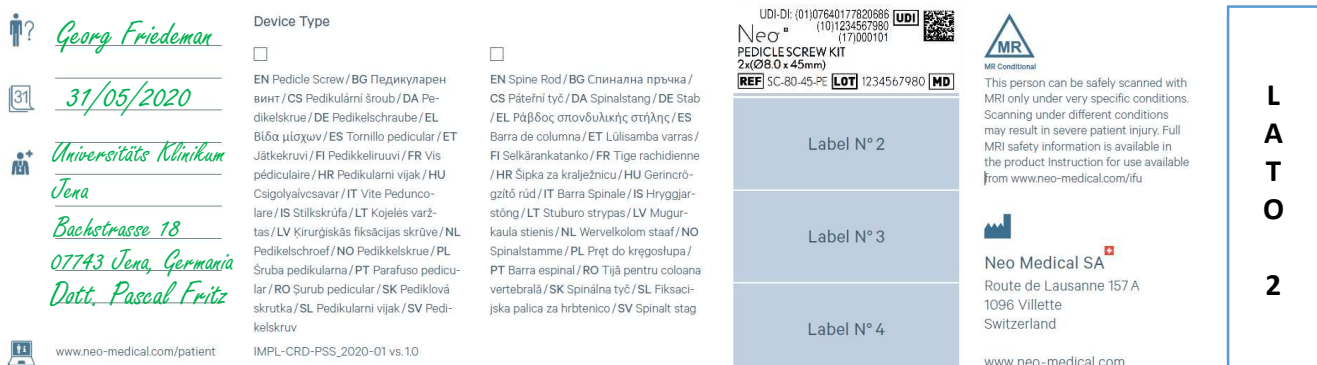 ?
Georg Friedeman
31
31/05/2020
Universitäts Klinikum
Jena
Bachstrasse 18
07743 Jena, Germania
Dott. Pascal Fritz
www.neo-medical.com/patient
Device Type
EN Pedicle Screw / BG Педикуларен
винт / CS Pedikulární šroub / DA Pe-
dikelskrue / DE Pedikelschraube / EL
Βίδα μίσχων / ES Tornillo pedicular / ET
Jätkekruvi / FI Pedikkeliruuvi / FR Vis
pédiculaire / HR Pedikularni vijak / HU
Csigolyaívcsavar / IT Vite Pedunco-
lare / IS Stilkskrúfa / LT Kojelės varž-
tas / LV Ķirurģiskās fiksācijas skrūve / NL
Pedikelschroef / NO Pedikkelskrue / PL
Śruba pedikularna / PT Parafuso pedicu-
lar / RO Șurub pedicular / SK Pediklová
skrutka / SL Pedikularni vijak / SV Pedi-
kelskruv
IMPL-CRD-PSS_2020-01 vs. 1.0
EN Spine Rod / BG Спинална пръчка /
CS Páteřní tyč / DA Spinalstang / DE Stab
/ EL Ράβδος σπονδυλικής στήλης / ES
Barra de columna / ET Lülisamba varras /
FI Selkärankatanko / FR Tige rachidienne
/ HR Šipka za kralježnicu / HU Gerincrö-
gzítő rúd / IT Barra Spinale / IS Hryggjar-
stöng / LT Stuburo strypas / LV Mugur-
kaula stienis / NL Wervelkolom staaf / NO
Spinalstamme / PL Pręt do kręgosłupa /
PT Barra espinal / RO Tijă pentru coloana
vertebrală / SK Spinálna tyč / SL Fiksaci-
jska palica za hrbtenico / SV Spinalt stag
UDI-DI: (01)07640177820686 UDI
(10)1234567980
(17)000101
Neo
PEDICLE SCREW KIT
2x(Ø8.0 x 45mm)
REF SC-80-45-PE LOT 1234567980 MD
Label N° 2
Label N° 3
Label N° 4
MR
MR Conditional
This person can be safely scanned with
MRI only under very specific conditions.
Scanning under different conditions
may result in severe patient injury. Full
MRI safety information is available in
the product Instruction for use available
from www.neo-medical.com/ifu
Neo Medical SA
Route de Lausanne 157 A
1096 Villette
Switzerland
www.neo-medical.com
L
A
T
O
2